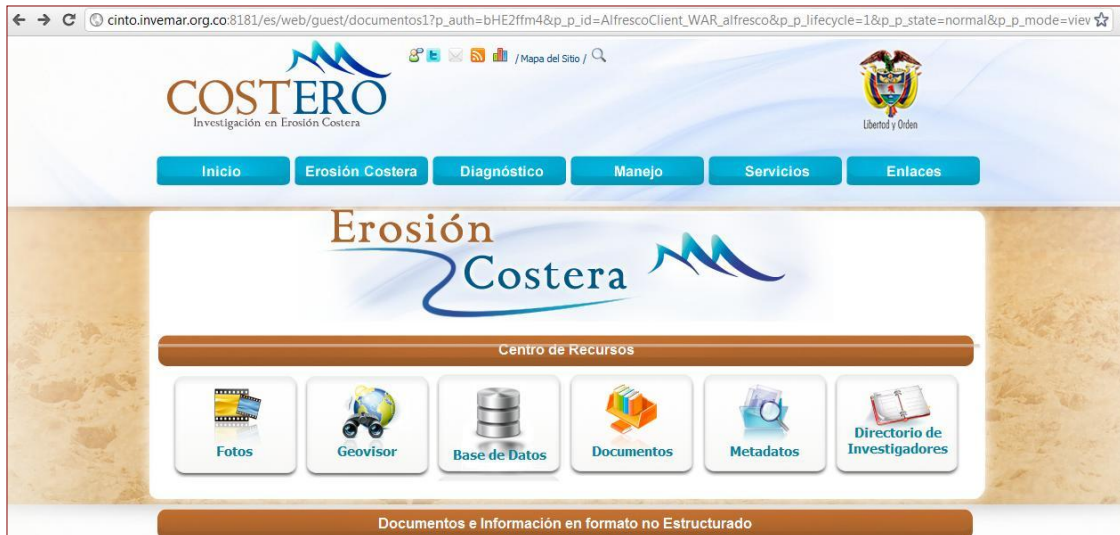 cinto.invemar.org.co:8181/es/web/guest/documentos1?p_auth=bHE2ffm4&p_p_id=AlfrescoClient_WAR_alfresco&p_p_lifecycle=1&p_p_state=normal&p_p_mode=view
/ Mapa del Sitio /
COSTERO
Investigación en Erosión Costera
Libertad y Orden
Inicio
Erosión Costera
Diagnóstico
Manejo
Servicios
Enlaces
Erosión
Costera
Centro de Recursos
Fotos
Geovisor
Base de Datos
Documentos
Metadatos
Directorio de
Investigadores
Documentos e Información en formato no Estructurado